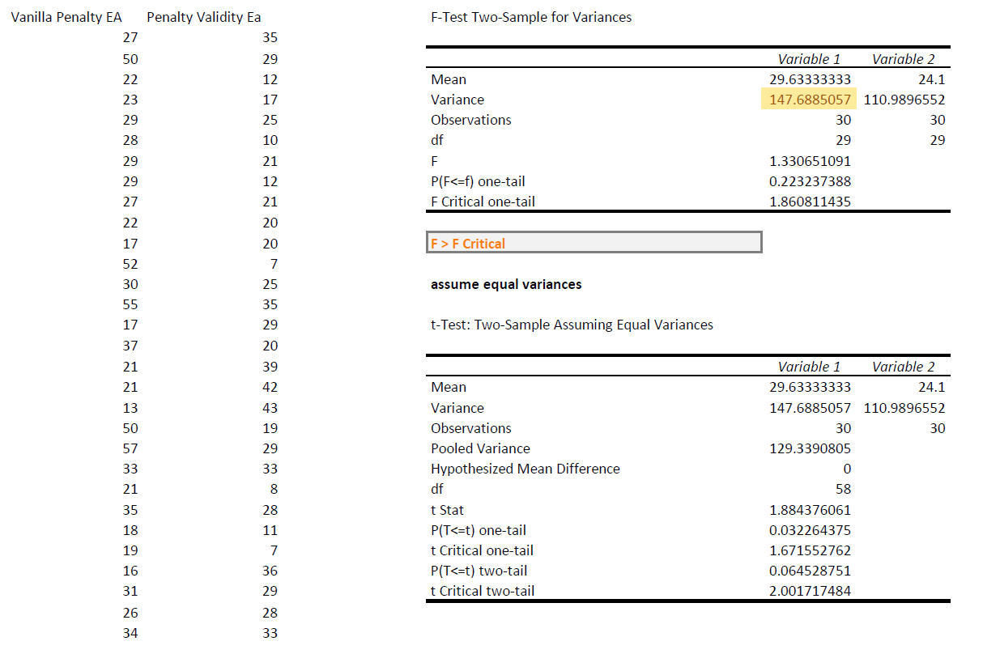 Vanilla Penalty EA Penalty Validity Ea
27 35
50 29
22 12
23 17
29 25
28 10
29 21
29 12
27 21
22 20
17 20
52 7
30 25
55 35
17 29
37 20
21 39
21 42
13 43
50 19
57 29
33 33
21 8
35 28
18 11
19 7
16 36
31 29
26 28
34 33
F-Test Two-Sample for Variances
Variable 1 Variable 2
Mean 29.63333333 24.1
Variance 147.6885057 110.9896552
Observations 30 30
df 29 29
F 1.330651091
P(F<=f) one-tail 0.223237388
F Critical one-tail 1.860811435
F > F Critical
assume equal variances
t-Test: Two-Sample Assuming Equal Variances
Variable 1 Variable 2
Mean 29.63333333 24.1
Variance 147.6885057 110.9896552
Observations 30 30
Pooled Variance 129.3390805
Hypothesized Mean Difference 0
df 58
t Stat 1.884376061
P(T<=t) one-tail 0.032264375
t Critical one-tail 1.671552762
P(T<=t) two-tail 0.064528751
t Critical two-tail 2.001717484